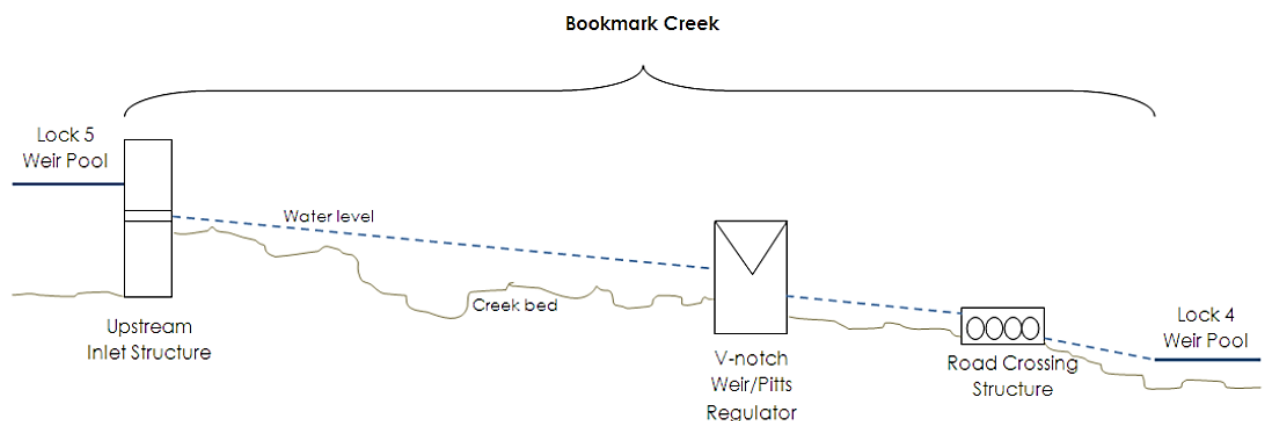 Bookmark Creek
Lock 5
Weir Pool
Water level
Creek bed
Upstream
Inlet Structure
V-notch
Weir/Pitts
Regulator
Road Crossing
Structure
Lock 4
Weir Pool